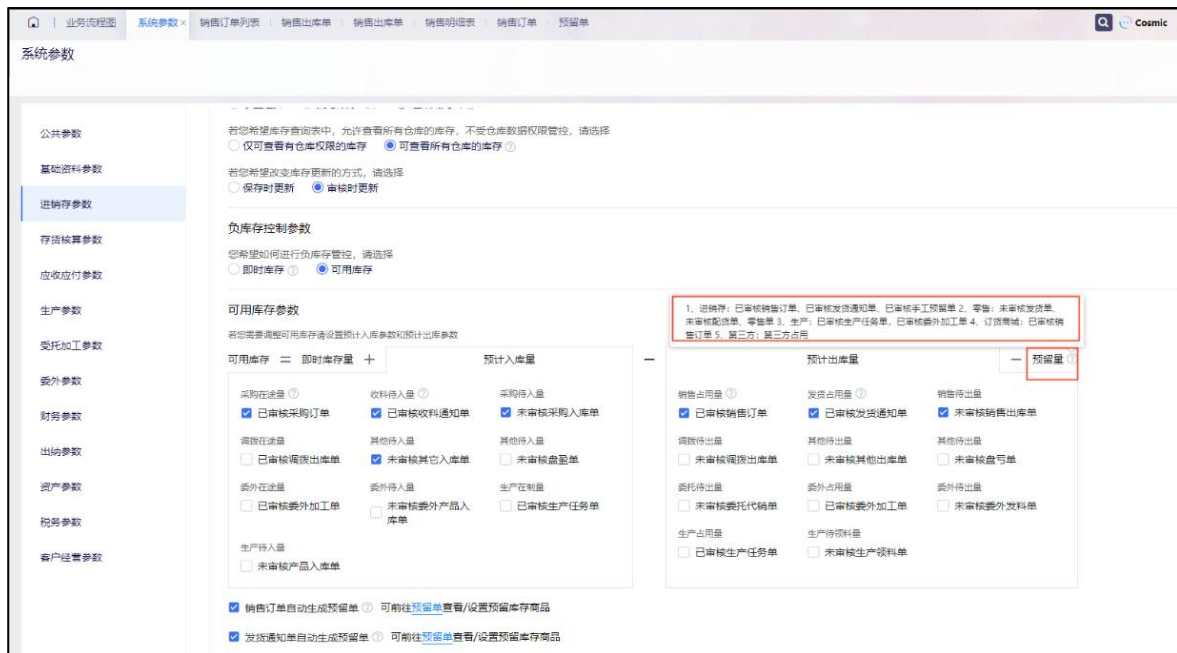 业务流程图 系统参数 × 销售订单列表 销售出库单 销售出库单 销售明细表 销售订单 预留单 Cosmic
系统参数
公共参数
基础资料参数
进销存参数
存货核算参数
应收应付参数
生产参数
受托加工参数
委外参数
财务参数
出纳参数
资产参数
税务参数
客户经营参数
若您希望库存查询表中，允许查看所有仓库的库存，不受仓库数据权限管控，请选择
仅可查看有仓库权限的库存 可查看所有仓库的库存
若您希望改变库存更新的方式，请选择
保存时更新 审核时更新
负库存控制参数
您希望如何进行负库存管控，请选择
即时库存 可用库存
可用库存参数
1、进销存：已审核销售订单、已审核发货通知单、已审核手工预留单 2、零售：未审核发货单、
未审核配货单、零售单 3、生产：已审核生产任务单、已审核委外加工单 4、订货商城：已审核销
售订单 5、第三方：第三方占用
若您需要调整可用库存请设置预计入库参数和预计出库参数
可用库存 = 即时库存量 + 预计入库量 — 预计出库量 — 预留量
采购在途量 收料待入量 采购待入量 销售占用量 发货占用量 销售待出量
已审核采购订单 已审核收料通知单 未审核采购入库单 已审核销售订单 已审核发货通知单 未审核销售出库单
调拨在途量 其他待入量 其他待入量 调拨待出量 其他待出量 其他待出量
已审核调拨出库单 未审核其它入库单 未审核盘盈单 未审核调拨出库单 未审核其他出库单 未审核盘亏单
委外在途量 委外待入量 生产在制量 委托待出量 委外占用量 委外待出量
已审核委外加工单 未审核委外产品入 已审核生产任务单 未审核委托代销单 已审核委外加工单 未审核委外发料单
库单
生产占用量 生产待领料量
生产待入量 已审核生产任务单 未审核生产领料单
未审核产品入库单
销售订单自动生成预留单 可前往预留单查看/设置预留库存商品
发货通知单自动生成预留单 可前往预留单查看/设置预留库存商品